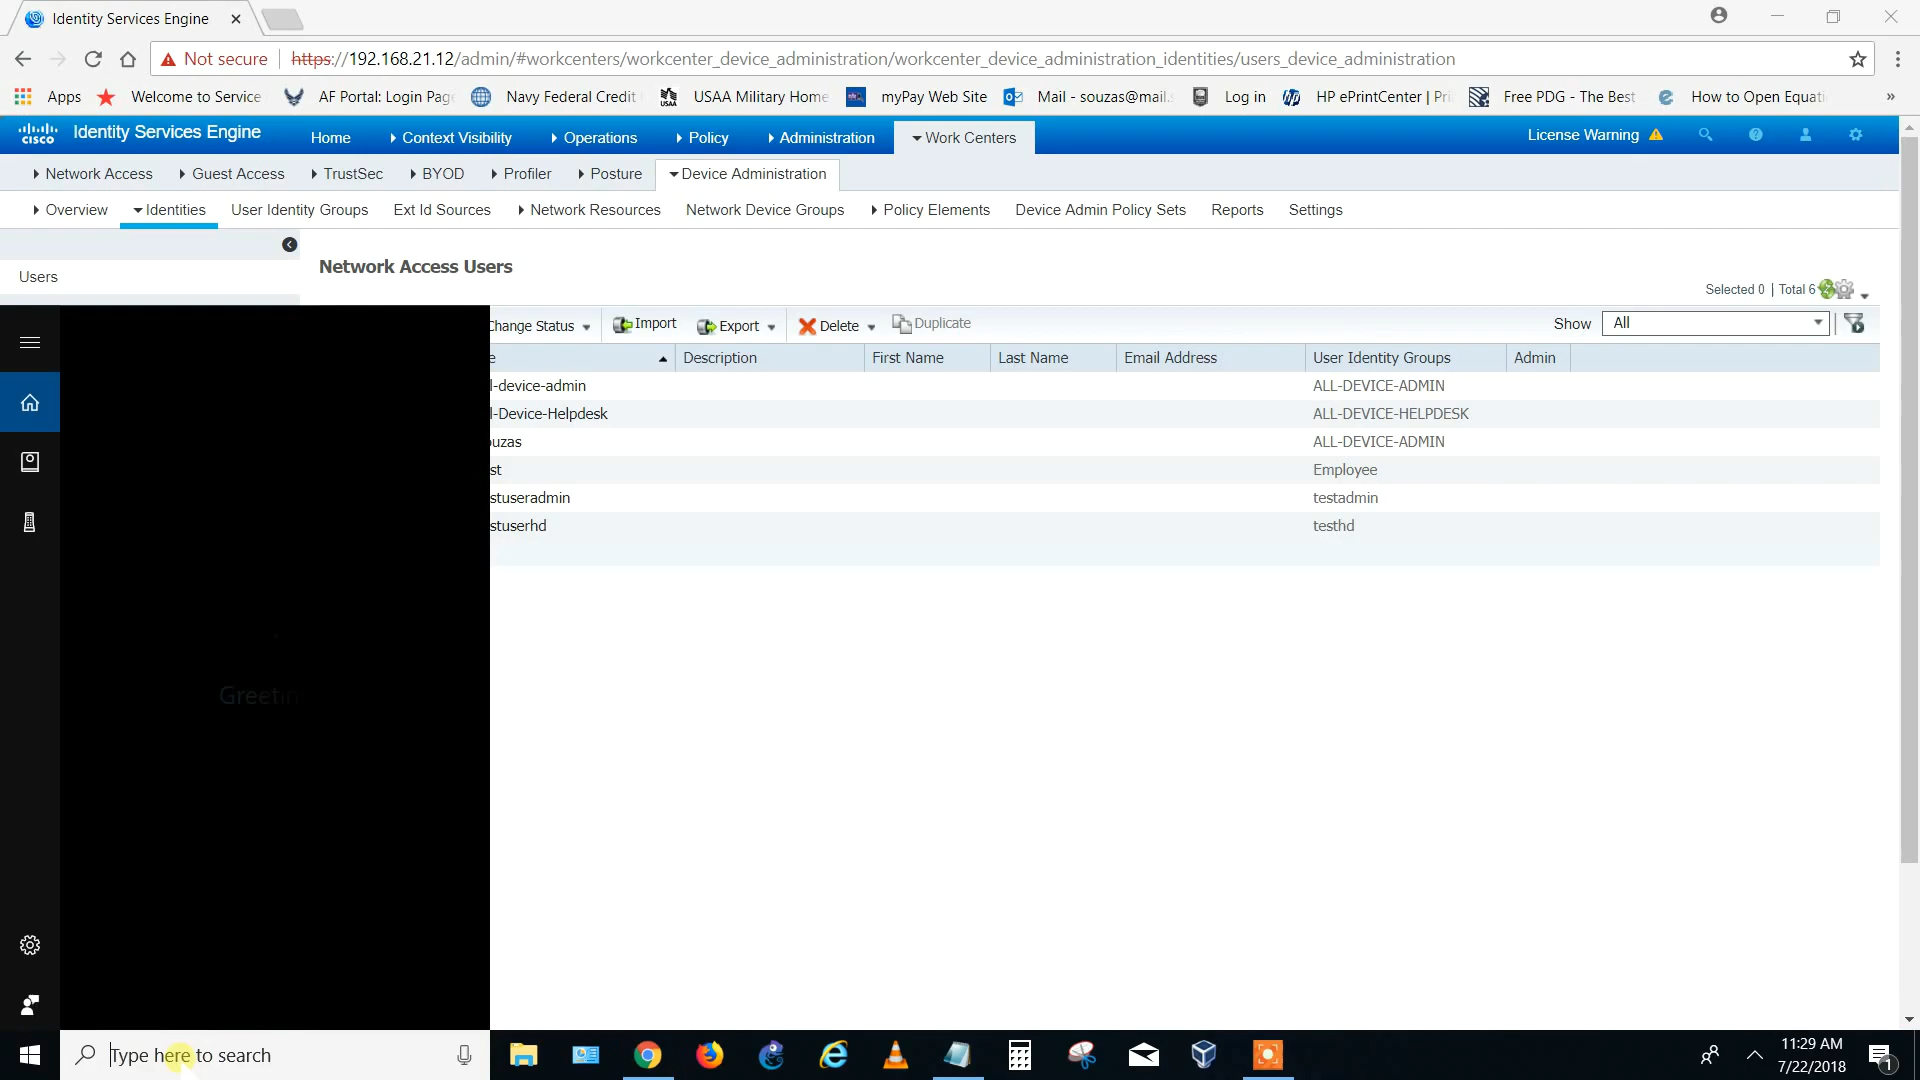 Identity Services Engine
Not secure https://192.168.21.12/admin/#workcenters/workcenter_device_administration/workcenter_device_administration_identities/users_device_administration
Apps Welcome to Service AF Portal: Login Page Navy Federal Credit USAA Military Home myPay Web Site Mail - souzas@mail. Log in HP ePrintCenter | Pri Free PDG - The Best How to Open Equati »
cisco Identity Services Engine Home Context Visibility Operations Policy Administration Work Centers License Warning
Network Access Guest Access TrustSec BYOD Profiler Posture Device Administration
Overview Identities User Identity Groups Ext Id Sources Network Resources Network Device Groups Policy Elements Device Admin Policy Sets Reports Settings
Users
Network Access Users
Selected 0 | Total 6
Change Status Import Export Delete Duplicate Show All
e Description First Name Last Name Email Address User Identity Groups Admin
l-device-admin ALL-DEVICE-ADMIN
l-Device-Helpdesk ALL-DEVICE-HELPDESK
ouzas ALL-DEVICE-ADMIN
st Employee
stuseradmin testadmin
stuserhd testhd
Greetin
Type here to search
11:29 AM
7/22/2018
1